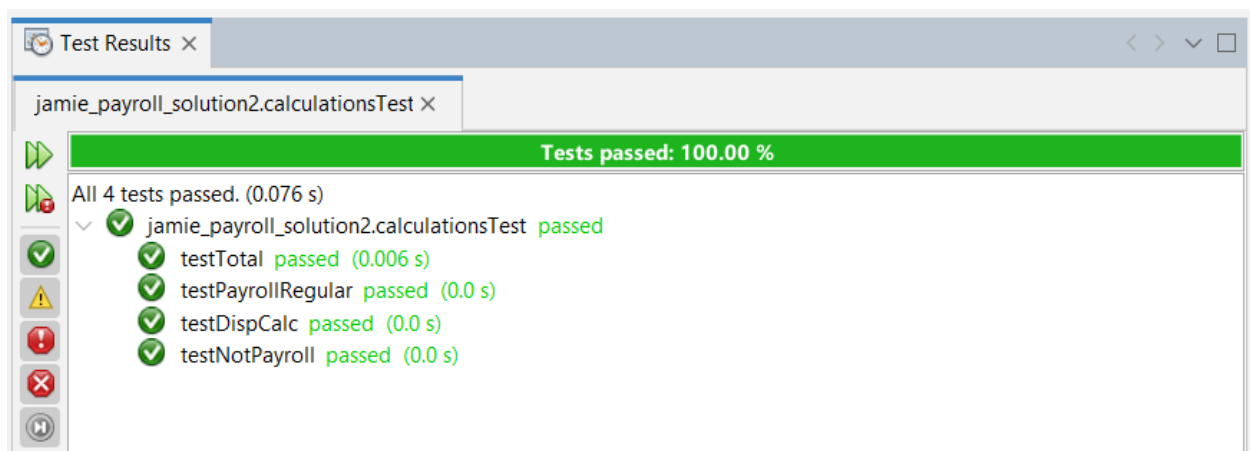 Test Results
jamie_payroll_solution2.calculationsTest
Tests passed: 100.00 %
All 4 tests passed. (0.076 s)
jamie_payroll_solution2.calculationsTest passed
testTotal passed (0.006 s)
testPayrollRegular passed (0.0 s)
testDispCalc passed (0.0 s)
testNotPayroll passed (0.0 s)